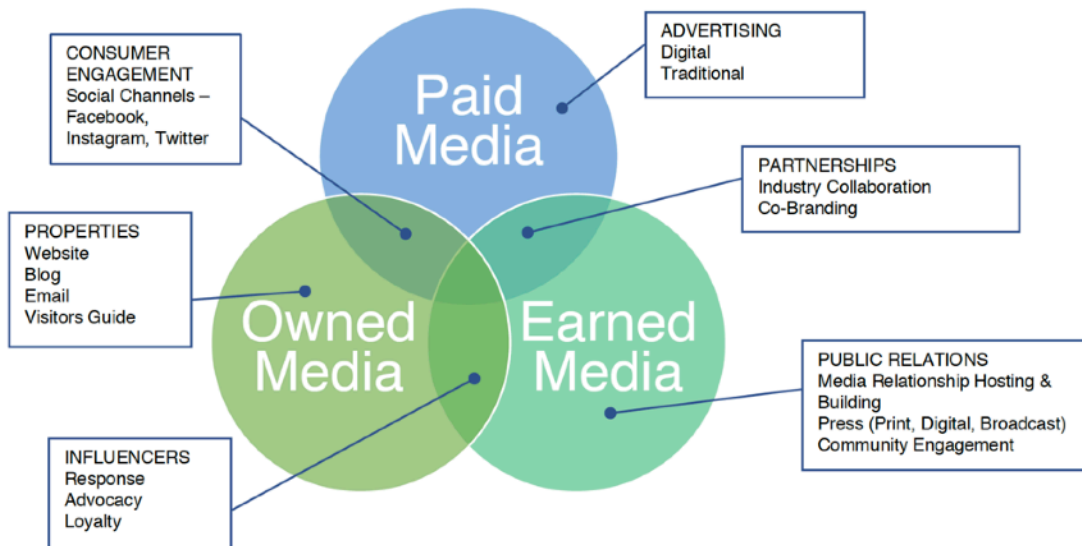 CONSUMER
ENGAGEMENT
Social Channels –
Facebook,
Instagram, Twitter
ADVERTISING
Digital
Traditional
Paid
Media
PARTNERSHIPS
Industry Collaboration
Co-Branding
PROPERTIES
Website
Blog
Email
Visitors Guide
Owned
Media
Earned
Media
PUBLIC RELATIONS
Media Relationship Hosting &
Building
Press (Print, Digital, Broadcast)
Community Engagement
INFLUENCERS
Response
Advocacy
Loyalty